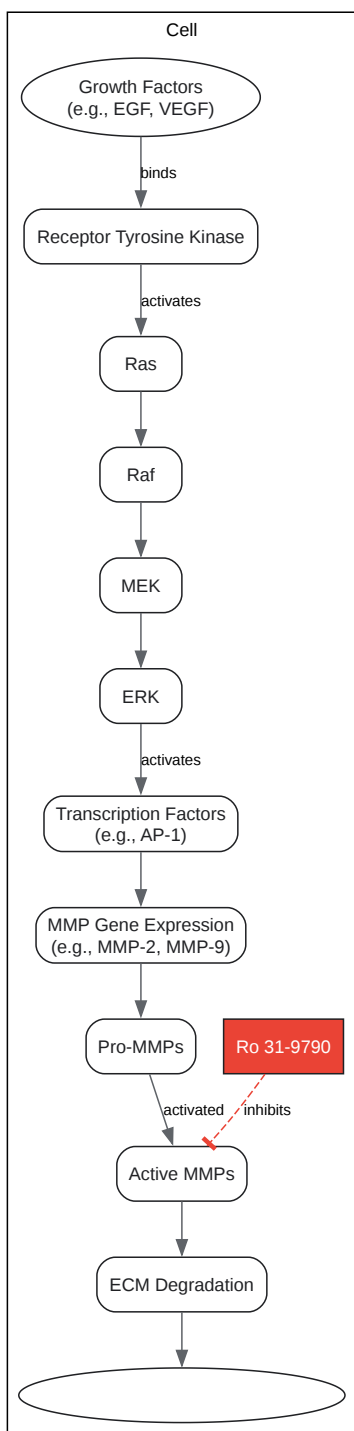 Cell
Growth Factors
(e.g., EGF, VEGF)
binds
Receptor Tyrosine Kinase
activates
Ras
Raf
MEK
ERK
activates
Transcription Factors
(e.g., AP-1)
MMP Gene Expression
(e.g., MMP-2, MMP-9)
Pro-MMPs
Ro 31-9790
activated
inhibits
Active MMPs
ECM Degradation